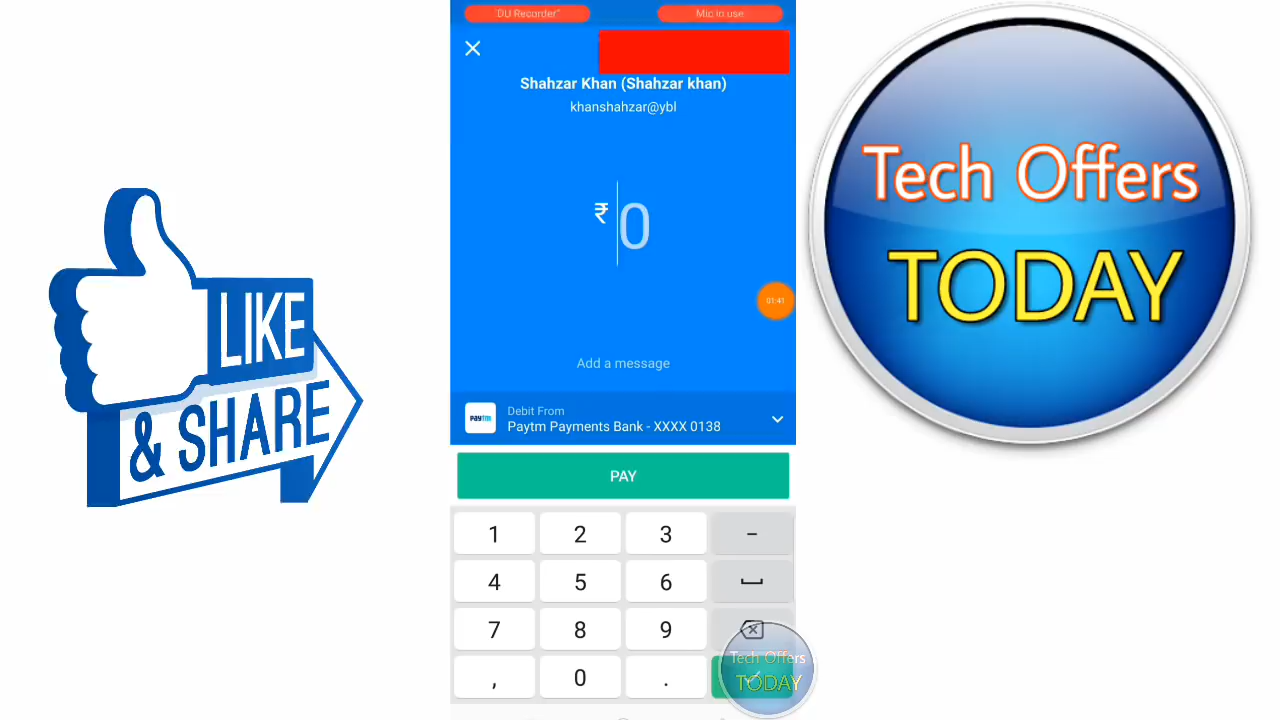 "DU Recorder"
Mic in use
Shahzar Khan (Shahzar khan)
khanshahzar@ybl
₹ 0
01:41
Add a message
Debit From
PAYTM
Paytm Payments Bank - XXXX 0138
PAY
1 2 3 -
4 5 6
7 8 9
, 0 .
LIKE
& SHARE
Tech Offers
TODAY
Tech Offers
TODAY